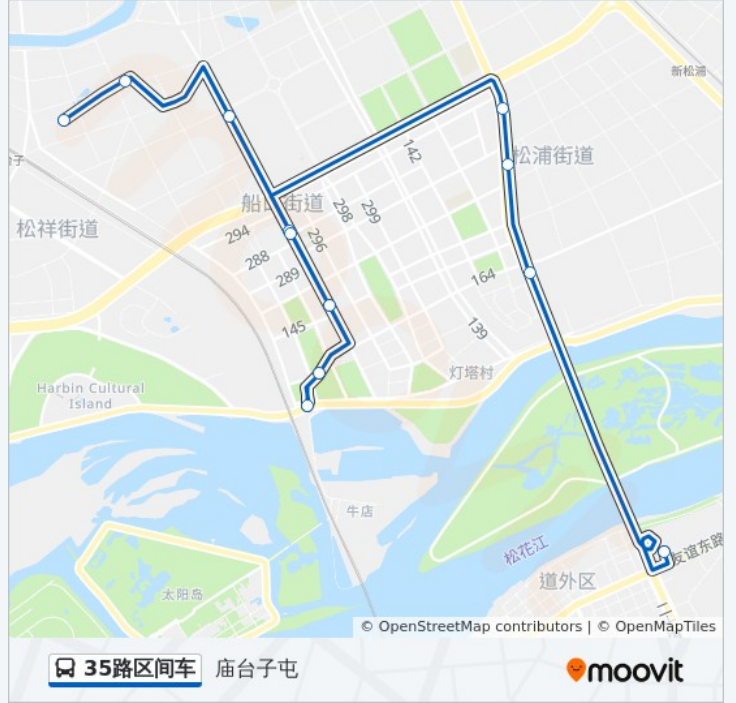 新松浦
142
松浦街道
子
船口街道
298
299
松祥街道
294
296
288
289
164
145
139
灯塔村
Harbin Cultural
Island
牛店
松花江
友谊东路
道外区
太阳岛
二
© OpenStreetMap contributors | © OpenMapTiles
35路区间车 庙台子屯
moovit